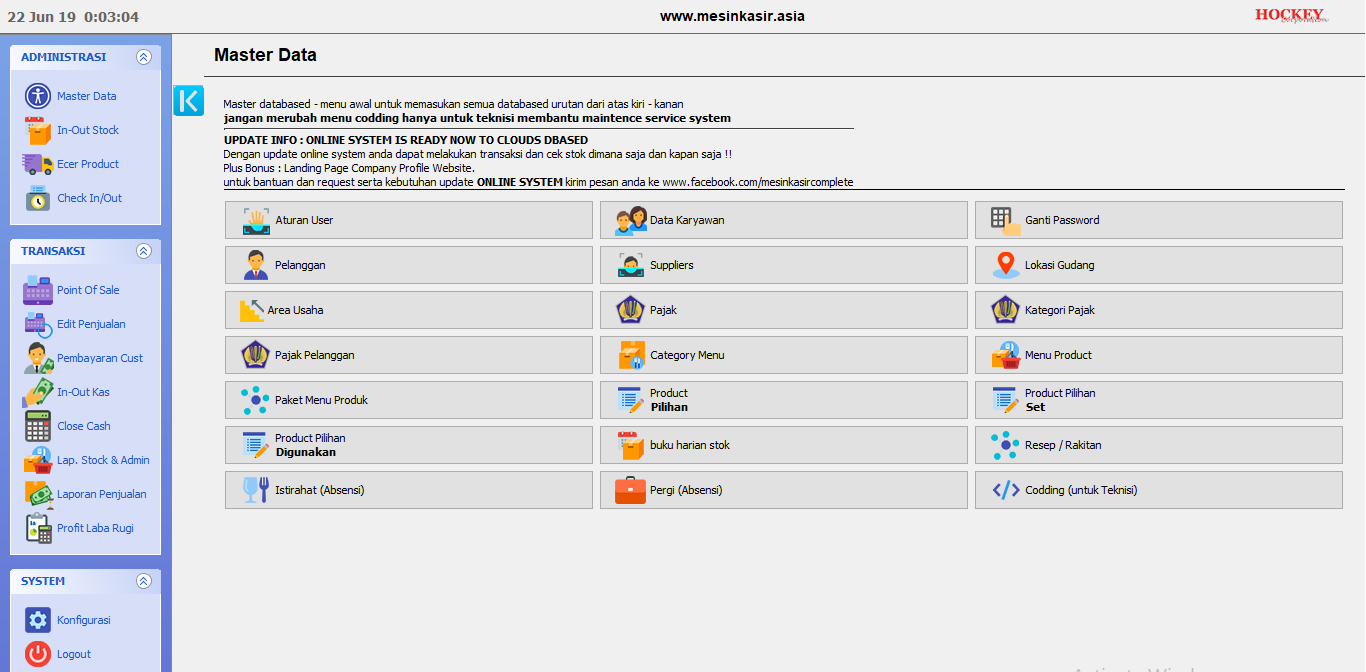 22 Jun 19 0:03:04
www.mesinkasir.asia
HOCKEY
ADMINISTRASI
Master Data
In-Out Stock
Ecer Product
Check In/Out
TRANSAKSI
Point Of Sale
Edit Penjualan
Pembayaran Cust
In-Out Kas
Close Cash
Lap. Stock & Admin
Laporan Penjualan
Profit Laba Rugi
SYSTEM
Konfigurasi
Logout
Master Data
Master databased - menu awal untuk memasukan semua databased urutan dari atas kiri - kanan
jangan merubah menu codding hanya untuk teknisi membantu maintence service system
UPDATE INFO : ONLINE SYSTEM IS READY NOW TO CLOUDS DBASED
Dengan update online system anda dapat melakukan transaksi dan cek stok dimana saja dan kapan saja !!
Plus Bonus : Landing Page Company Profile Website.
untuk bantuan dan request serta kebutuhan update ONLINE SYSTEM kirim pesan anda ke www.facebook.com/mesinkasircomplete
Aturan User
Data Karyawan
Ganti Password
Pelanggan
Suppliers
Lokasi Gudang
Area Usaha
Pajak
Kategori Pajak
Pajak Pelanggan
Category Menu
Menu Product
Paket Menu Produk
Product
Pilihan
Product Pilihan
Set
Product Pilihan
Digunakan
buku harian stok
Resep / Rakitan
Istirahat (Absensi)
Pergi (Absensi)
Codding (untuk Teknisi)